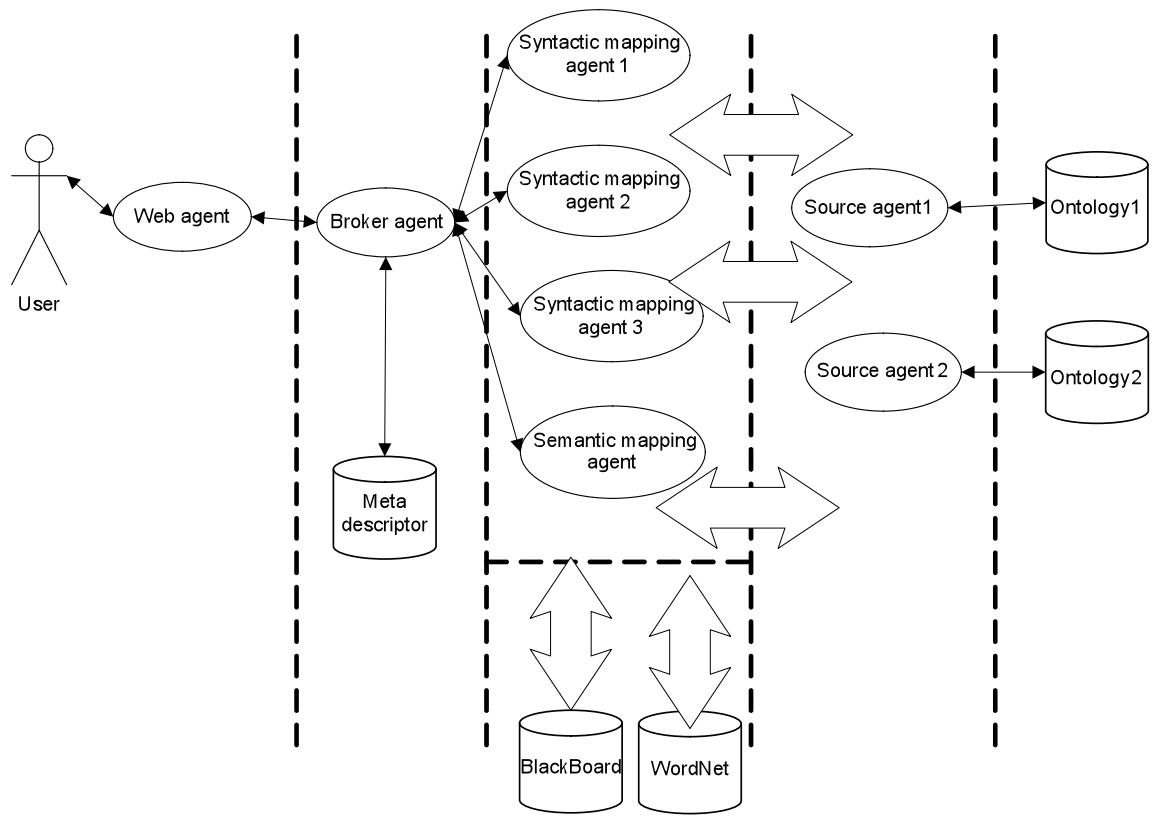 Syntactic mapping
agent 1
Syntactic mapping
agent 2
Web agent
Broker agent
Source agent1
Ontology1
User
Syntactic mapping
agent 3
Source agent 2
Ontology2
Semantic mapping
agent
Meta
descriptor
BlackBoard
WordNet